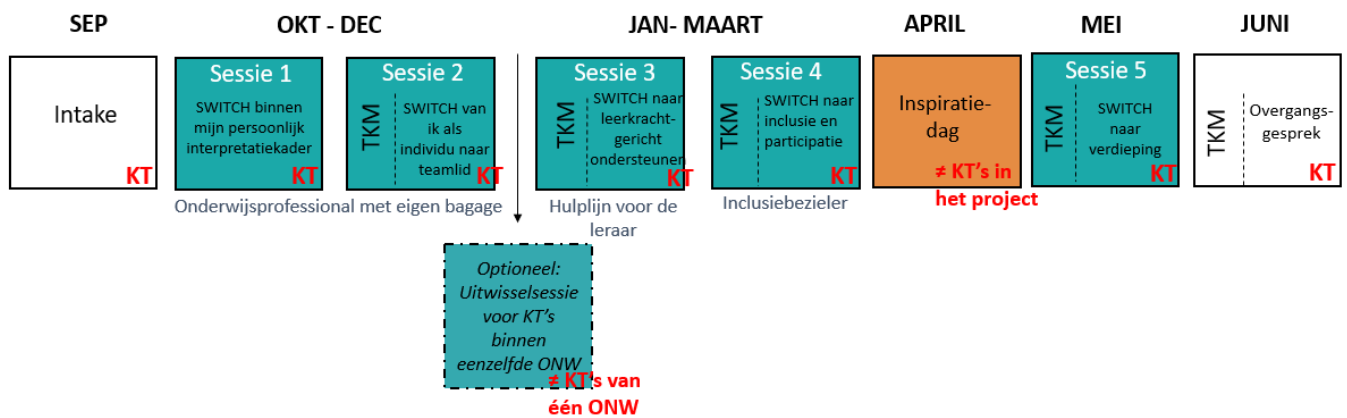 SEP
OKT - DEC
JAN- MAART
APRIL
MEI
JUNI
Intake
KT
Sessie 1
SWITCH binnen
mijn persoonlijk
interpretatiekader
KT
Sessie 2
TKM
SWITCH van
ik als
individu naar
teamlid
KT
Onderwijsprofessional met eigen bagage
Sessie 3
TKM
SWITCH naar
leerkracht-
gericht
ondersteunen
KT
Hulplijn voor de
leraar
Sessie 4
TKM
SWITCH naar
inclusie en
participatie
KT
Inclusiebezieler
Inspiratie-
dag
≠ KT's in
het project
Sessie 5
TKM
SWITCH
naar
verdieping
KT
TKM
Overgangs-
gesprek
KT
Optioneel:
Uitwisselsessie
voor KT's
binnen
eenzelfde ONW
≠ KT's van
één ONW